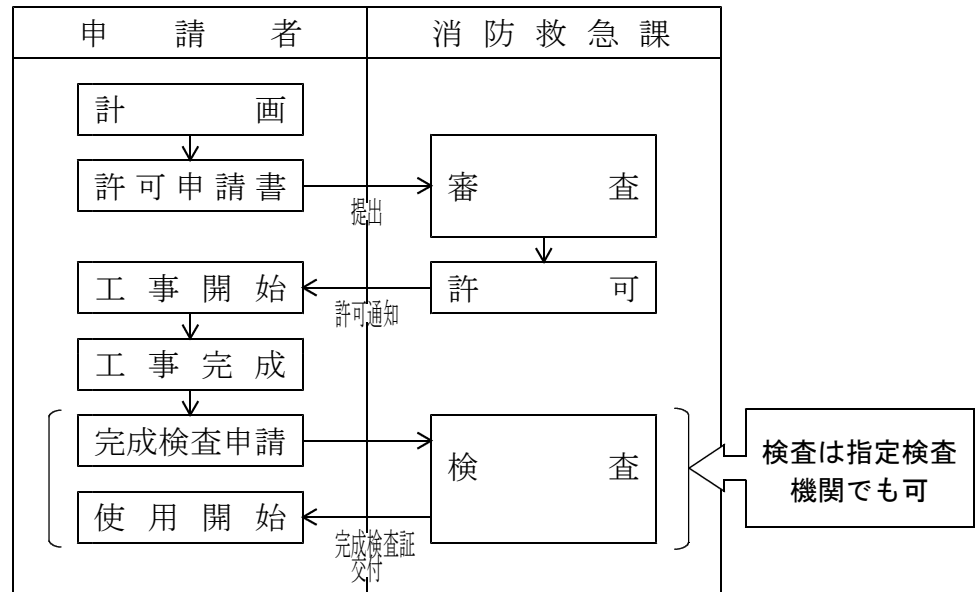 申請者
消防救急課
計画
許可申請書
提出
審査
許可
許可通知
工事開始
工事完成
完成検査申請
検査
完成検査証
交付
使用開始
検査は指定検査
機関でも可